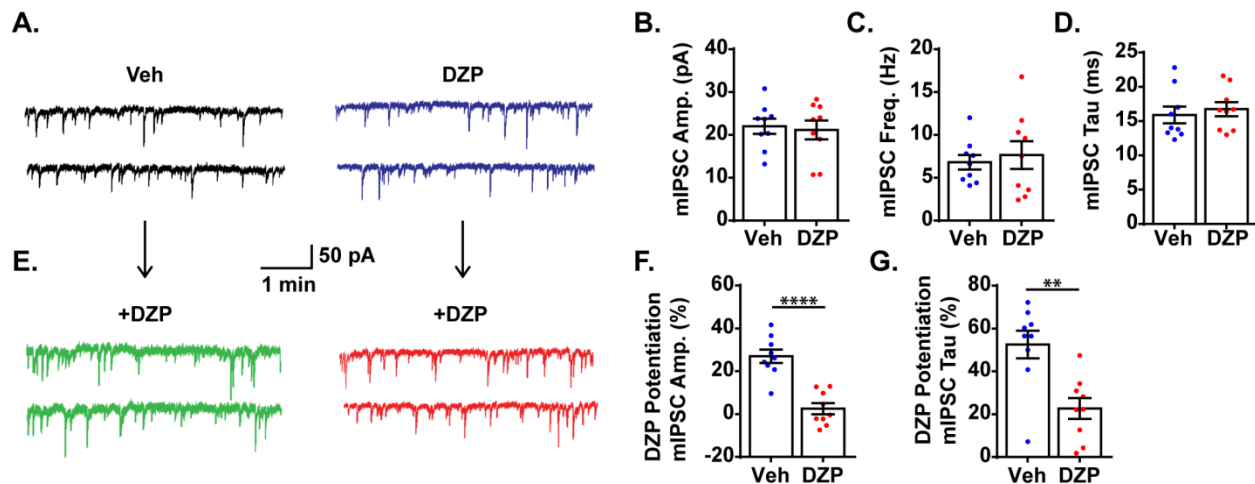 A.
Veh
DZP
50 pA
1 min
B.
mIPSC Amp. (pA)
40
30
20
10
0
Veh DZP
C.
mIPSC Freq. (Hz)
20
15
10
5
0
Veh DZP
D.
mIPSC Tau (ms)
25
20
15
10
5
0
Veh DZP
E.
+DZP
+DZP
F.
DZP Potentiation
mIPSC Amp. (%)
60
40
20
0
-20
****
Veh DZP
G.
DZP Potentiation
mIPSC Tau (%)
80
60
40
20
0
**
Veh DZP